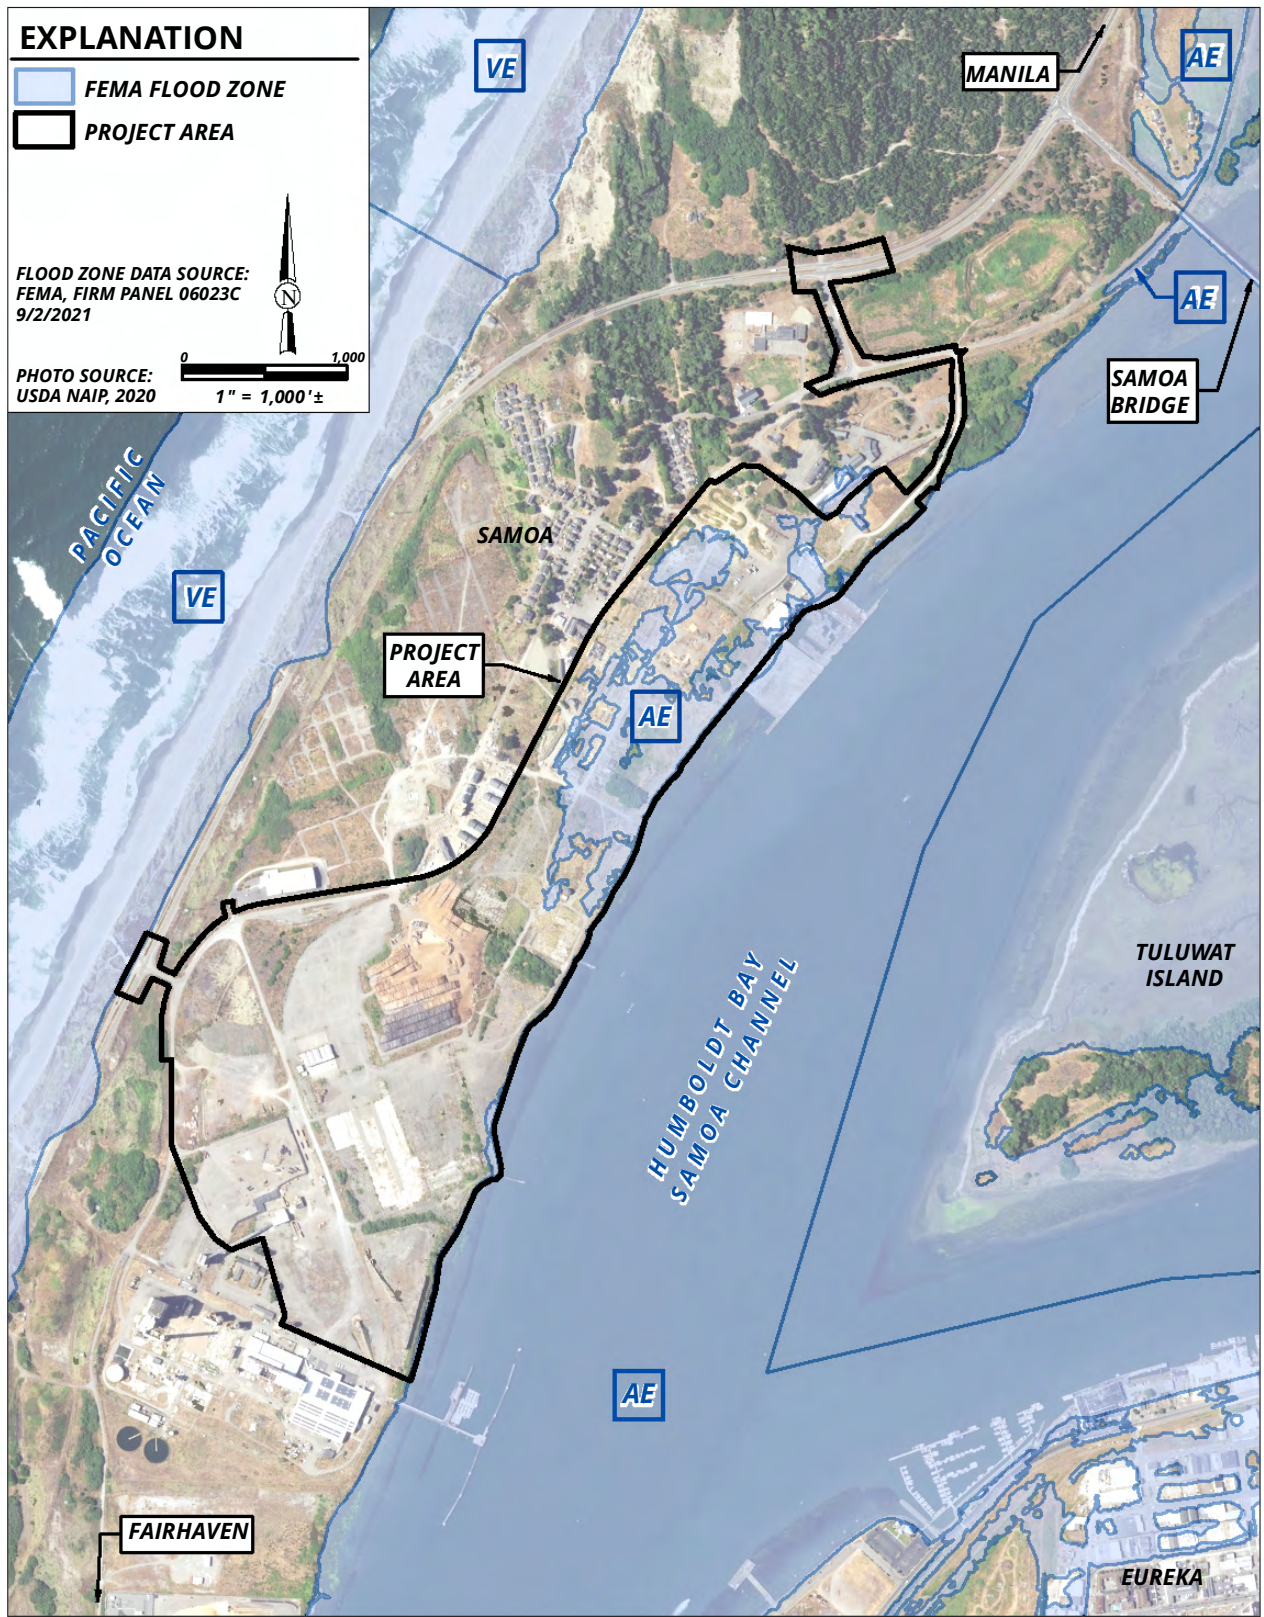 EXPLANATION
FEMA FLOOD ZONE
PROJECT AREA
N
FLOOD ZONE DATA SOURCE:
FEMA, FIRM PANEL 06023C
9/2/2021
0 1,000
PHOTO SOURCE:
USDA NAIP, 2020
1" = 1,000'±
VE
MANILA
AE
AE
SAMOA
BRIDGE
PACIFIC
OCEAN
SAMOA
VE
PROJECT
AREA
AE
TULUWAT
ISLAND
HUMBOLDT BAY
SAMOA CHANNEL
AE
FAIRHAVEN
EUREKA